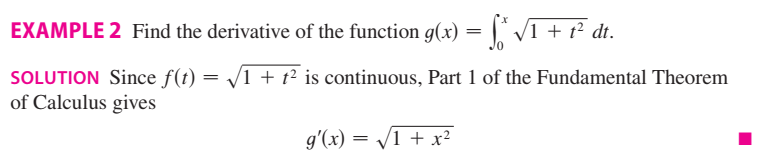 EXAMPLE 2 Find the derivative of the function g(x) = ∫₀ˣ √(1 + t²) dt.
SOLUTION Since f(t) = √(1 + t²) is continuous, Part 1 of the Fundamental Theorem
of Calculus gives
g′(x) = √(1 + x²)